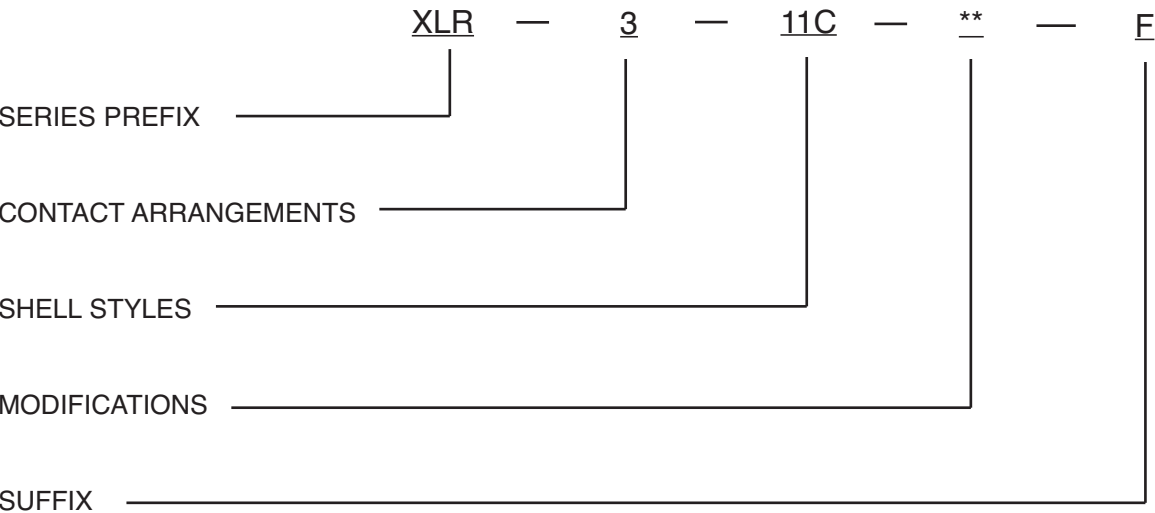 XLR — 3 — 11C — ** — F
SERIES PREFIX
CONTACT ARRANGEMENTS
SHELL STYLES
MODIFICATIONS
SUFFIX